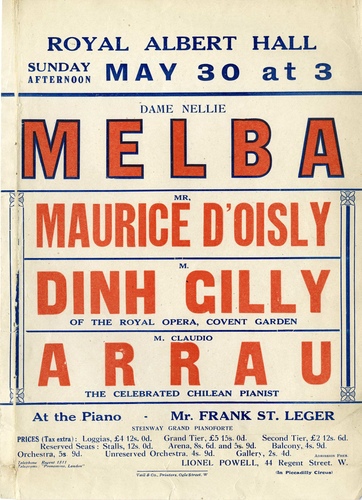 ROYAL ALBERT HALL
SUNDAY AFTERNOON MAY 30 at 3
DAME NELLIE
MELBA
MR.
MAURICE D'OISLY
M.
DINH GILLY
OF THE ROYAL OPERA, COVENT GARDEN
M. CLAUDIO
ARRAU
THE CELEBRATED CHILEAN PIANIST
At the Piano - Mr. FRANK ST. LEGER
STEINWAY GRAND PIANOFORTE
PRICES (Tax extra): Loggias, £4 12s. 0d. Grand Tier, £5 15s. 0d. Second Tier, £2 12s. 6d.
Reserved Seats: Stalls, 12s. 0d. Arena, 8s. 6d. and 5s. 9d. Balcony, 4s. 9d.
Orchestra, 5s. 9d. Unreserved Orchestra, 4s. 9d. Gallery, 2s. 4d. Admission Free.
LIONEL POWELL, 44 Regent Street, W.
(In Piccadilly Circus)